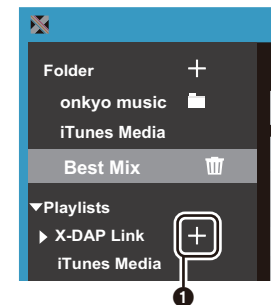 Folder
onkyo music
iTunes Media
Best Mix
Playlists
X-DAP Link
iTunes Media
1